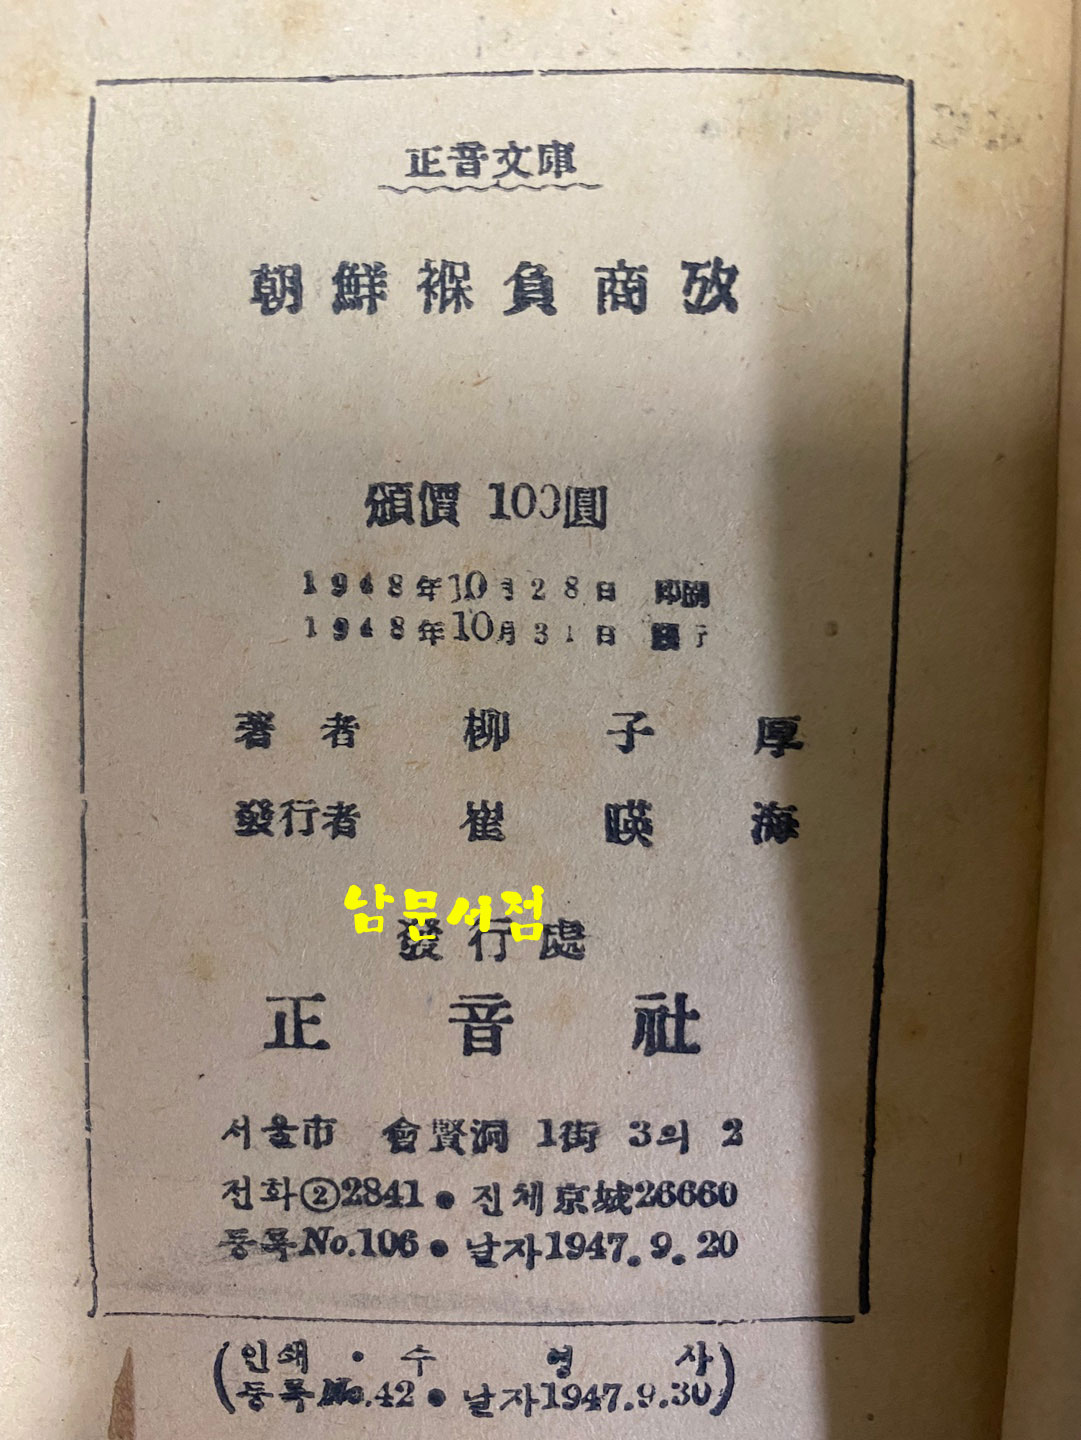 正音文庫
朝鮮褓負商攷
頒價 100圓
1948年10月28日 印刷
1948年10月31日 發行
著者 柳子厚
發行者 崔暎海
남문서점
發行處
正音社
서울市 會賢洞 1街 3의 2
전화②2841 • 진체京城26660
등록No.106 • 날자1947.9.20
(인쇄 · 수영사
등록No.42 • 날자1947.9.30)